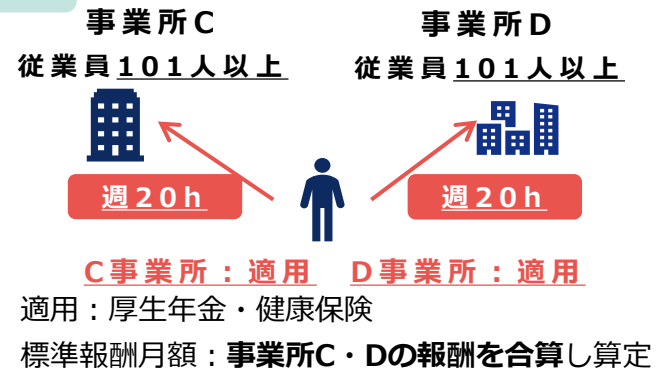 事業所C 事業所D
従業員101人以上 従業員101人以上
週20h 週20h
C事業所：適用 D事業所：適用
適用：厚生年金・健康保険
標準報酬月額：事業所C・Dの報酬を合算し算定